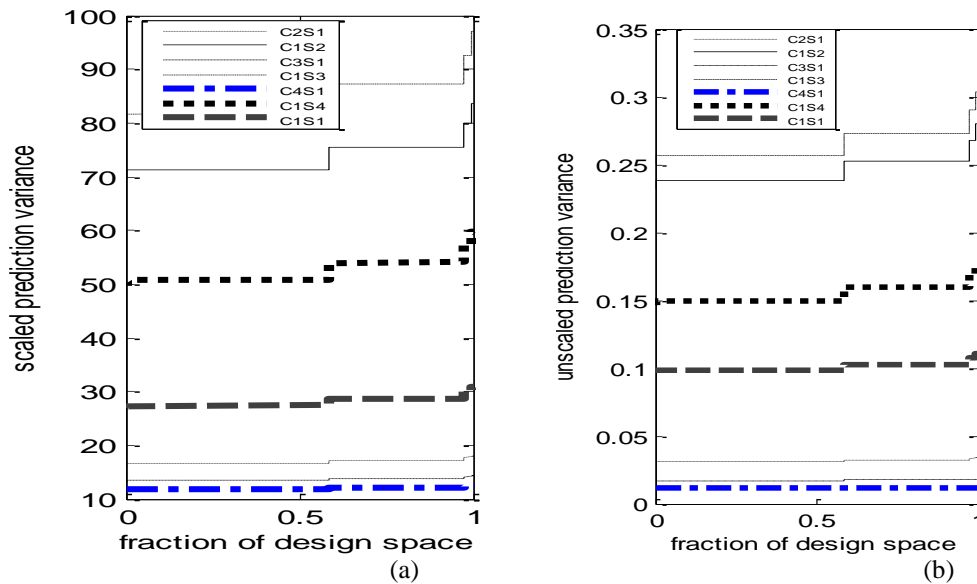 100
90
80
70
60
50
40
30
20
10
0
0.5
1
scaled prediction variance
fraction of design space
C2S1
C1S2
C3S1
C1S3
C4S1
C1S4
C1S1
(a)
0.35
0.3
0.25
0.2
0.15
0.1
0.05
0
0
0.5
1
unscaled prediction variance
fraction of design space
C2S1
C1S2
C3S1
C1S3
C4S1
C1S4
C1S1
(b)